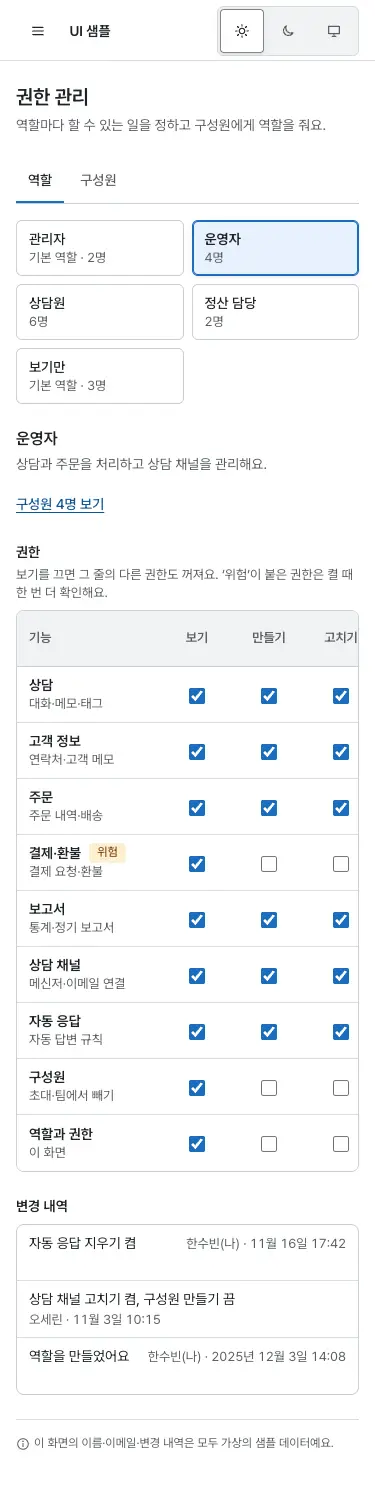 UI 샘플
권한 관리
역할마다 할 수 있는 일을 정하고 구성원에게 역할을 줘요.
역할 구성원
관리자
기본 역할 · 2명
운영자
4명
상담원
6명
정산 담당
2명
보기만
기본 역할 · 3명
운영자
상담과 주문을 처리하고 상담 채널을 관리해요.
구성원 4명 보기
권한
보기를 끄면 그 줄의 다른 권한도 꺼져요. ‘위험’이 붙은 권한은 켤 때
한 번 더 확인해요.
기능 보기 만들기 고치기
상담
대화·메모·태그
고객 정보
연락처·고객 메모
주문
주문 내역·배송
결제·환불 위험
결제 요청·환불
보고서
통계·정기 보고서
상담 채널
메신저·이메일 연결
자동 응답
자동 답변 규칙
구성원
초대·팀에서 빼기
역할과 권한
이 화면
변경 내역
자동 응답 지우기 켬 한수빈(나) · 11월 16일 17:42
상담 채널 고치기 켬, 구성원 만들기 끔
오세린 · 11월 3일 10:15
역할을 만들었어요 한수빈(나) · 2025년 12월 3일 14:08
이 화면의 이름·이메일·변경 내역은 모두 가상의 샘플 데이터예요.